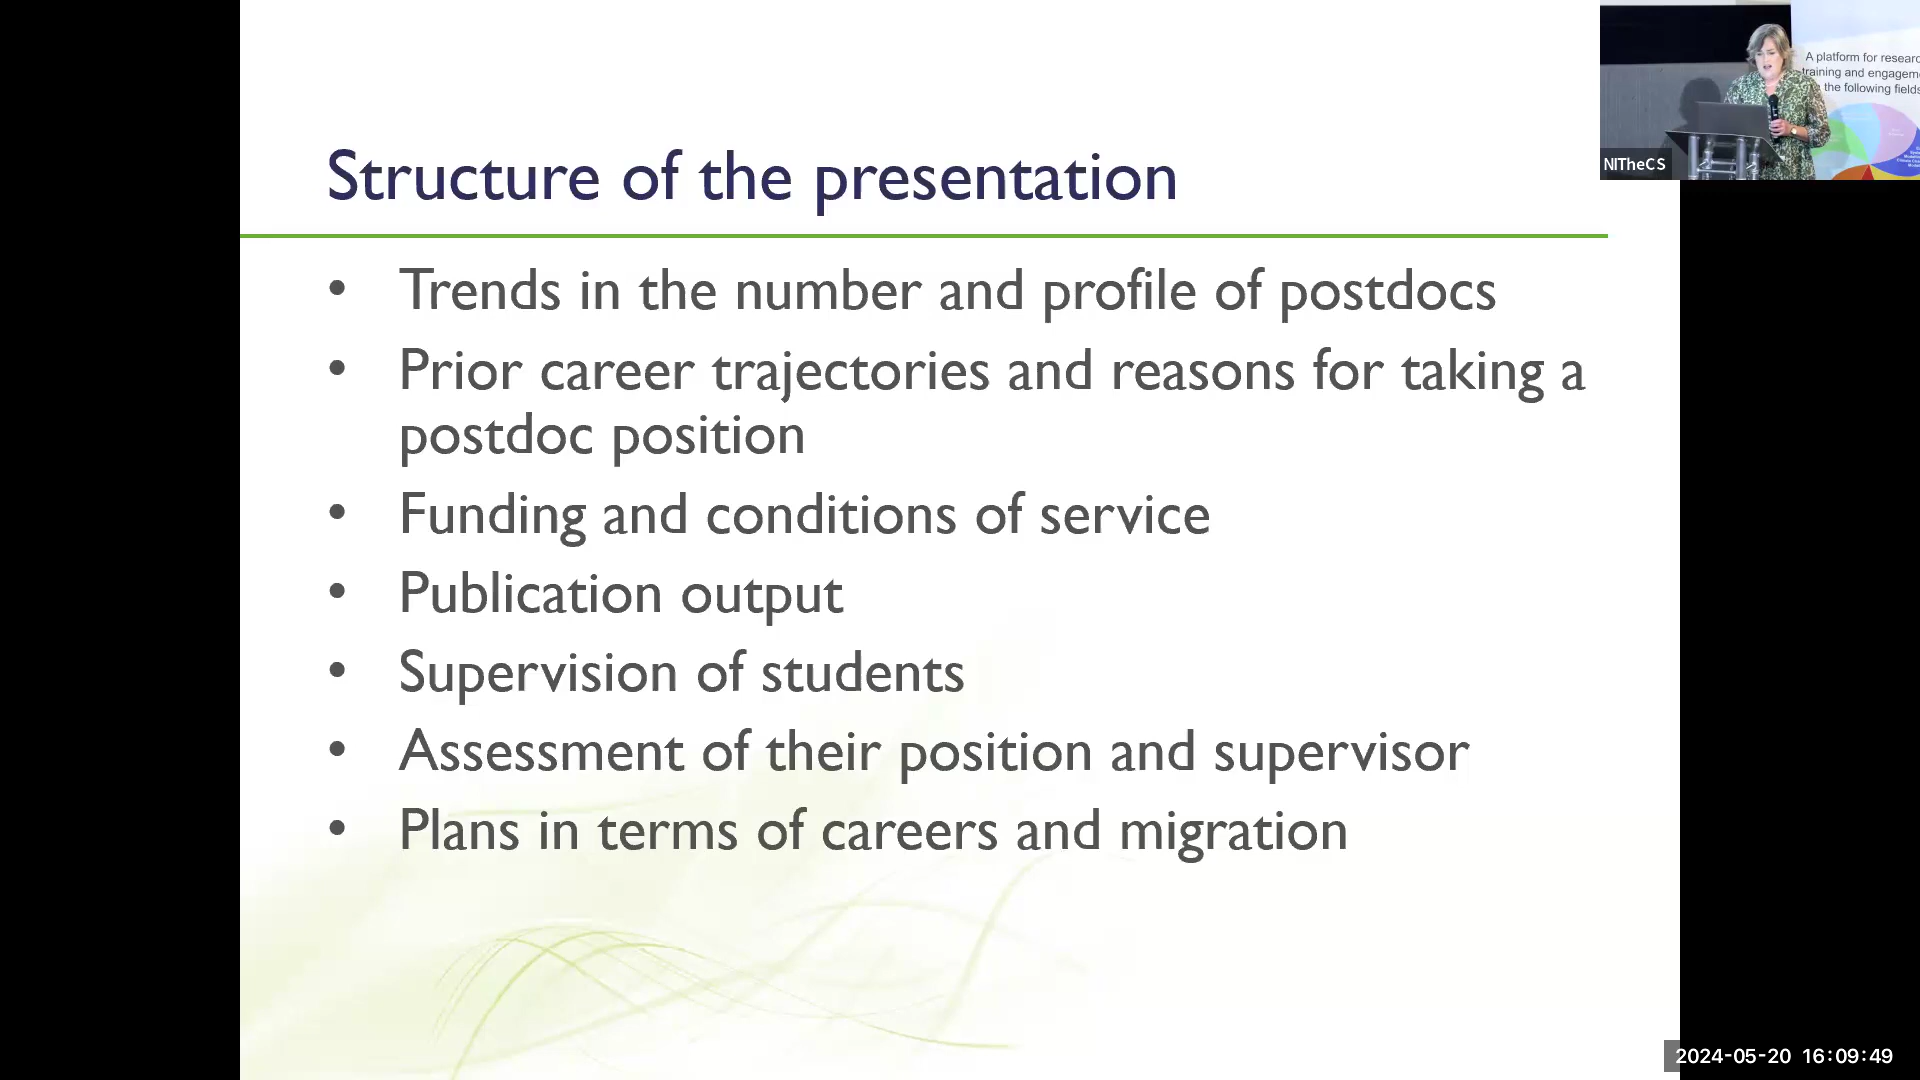 Structure of the presentation
• Trends in the number and profile of postdocs
• Prior career trajectories and reasons for taking a
postdoc position
• Funding and conditions of service
• Publication output
• Supervision of students
• Assessment of their position and supervisor
• Plans in terms of careers and migration
A platform for researc
training and engagem
the following fields
NITheCS
2024-05-20 16:09:49